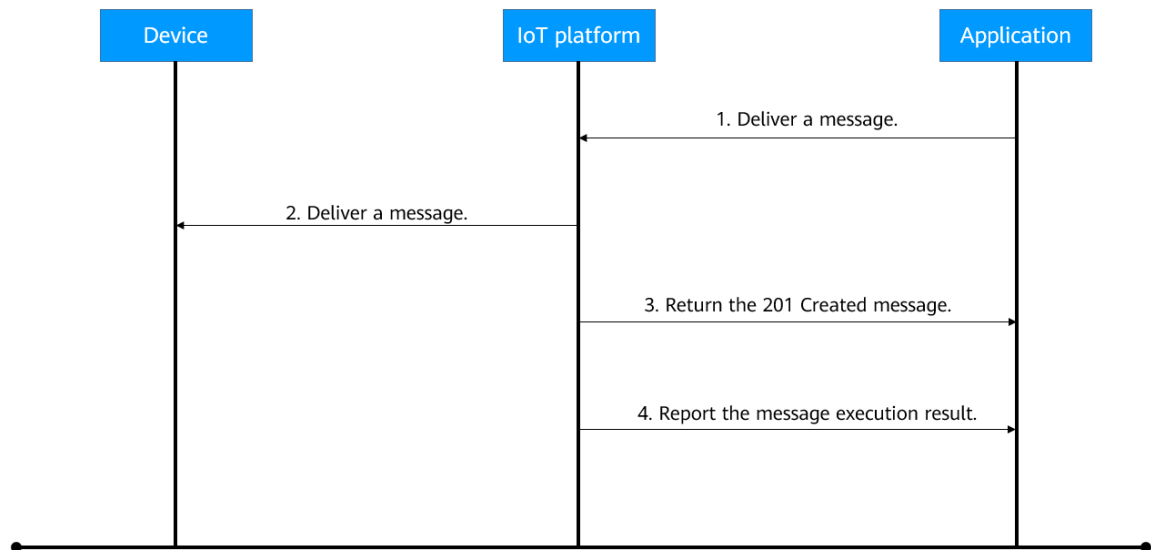 Device
IoT platform
Application
1. Deliver a message.
2. Deliver a message.
3. Return the 201 Created message.
4. Report the message execution result.